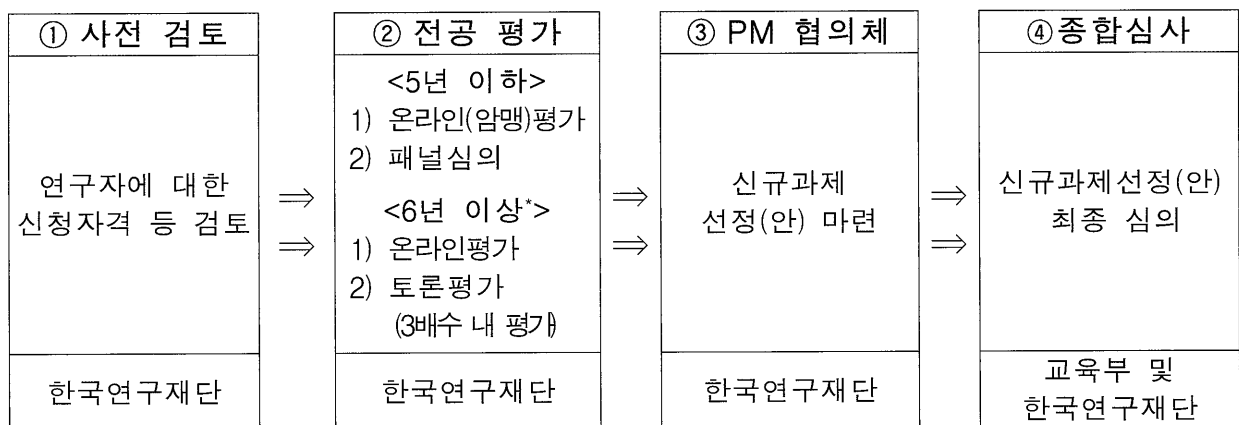 ① 사전 검토
연구자에 대한
신청자격 등 검토
한국연구재단
⇒
⇒
② 전공 평가
<5년 이하>
1) 온라인(암맹)평가
2) 패널심의
<6년 이상*>
1) 온라인평가
2) 토론평가
(3배수 내 평가)
한국연구재단
⇒
⇒
③ PM 협의체
신규과제
선정(안) 마련
한국연구재단
⇒
⇒
④종합심사
신규과제선정(안)
최종 심의
교육부 및
한국연구재단